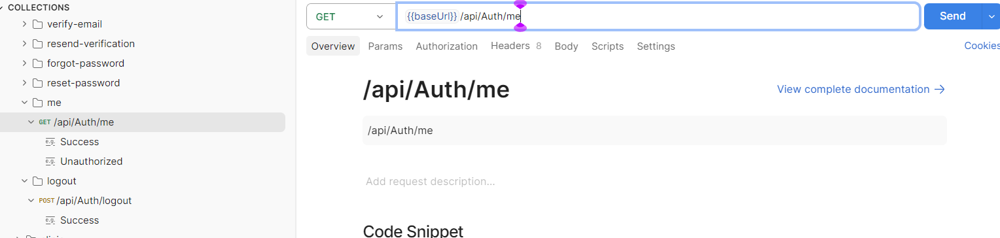 COLLECTIONS
verify-email
resend-verification
forgot-password
reset-password
me
GET /api/Auth/me
e.g. Success
e.g. Unauthorized
logout
POST /api/Auth/logout
e.g. Success
GET
{{baseUrl}} /api/Auth/me
Send
Overview Params Authorization Headers 8 Body Scripts Settings
Cookies
/api/Auth/me
View complete documentation →
/api/Auth/me
Add request description...
Code Snippet